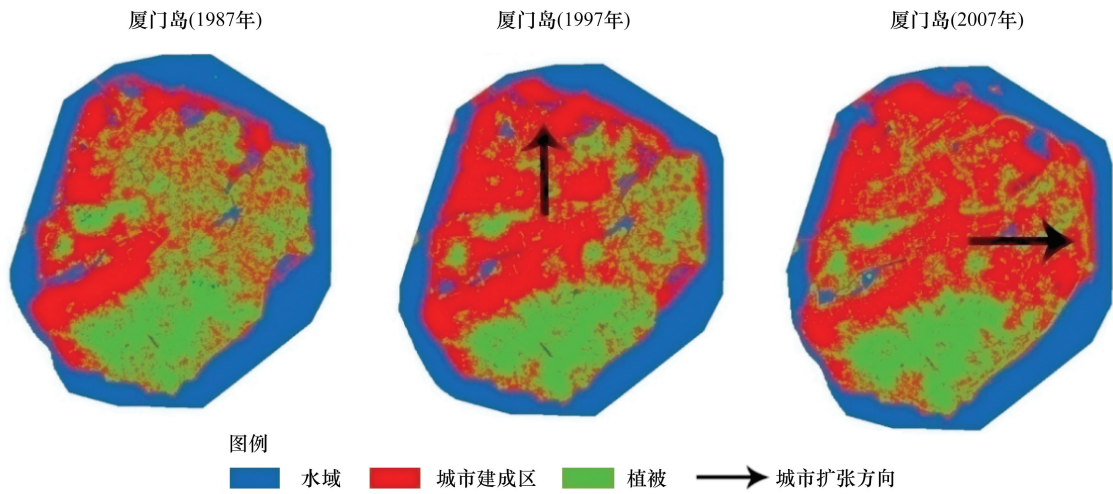 厦门岛(1987年)
厦门岛(1997年)
厦门岛(2007年)
图例
水域
城市建成区
植被
城市扩张方向